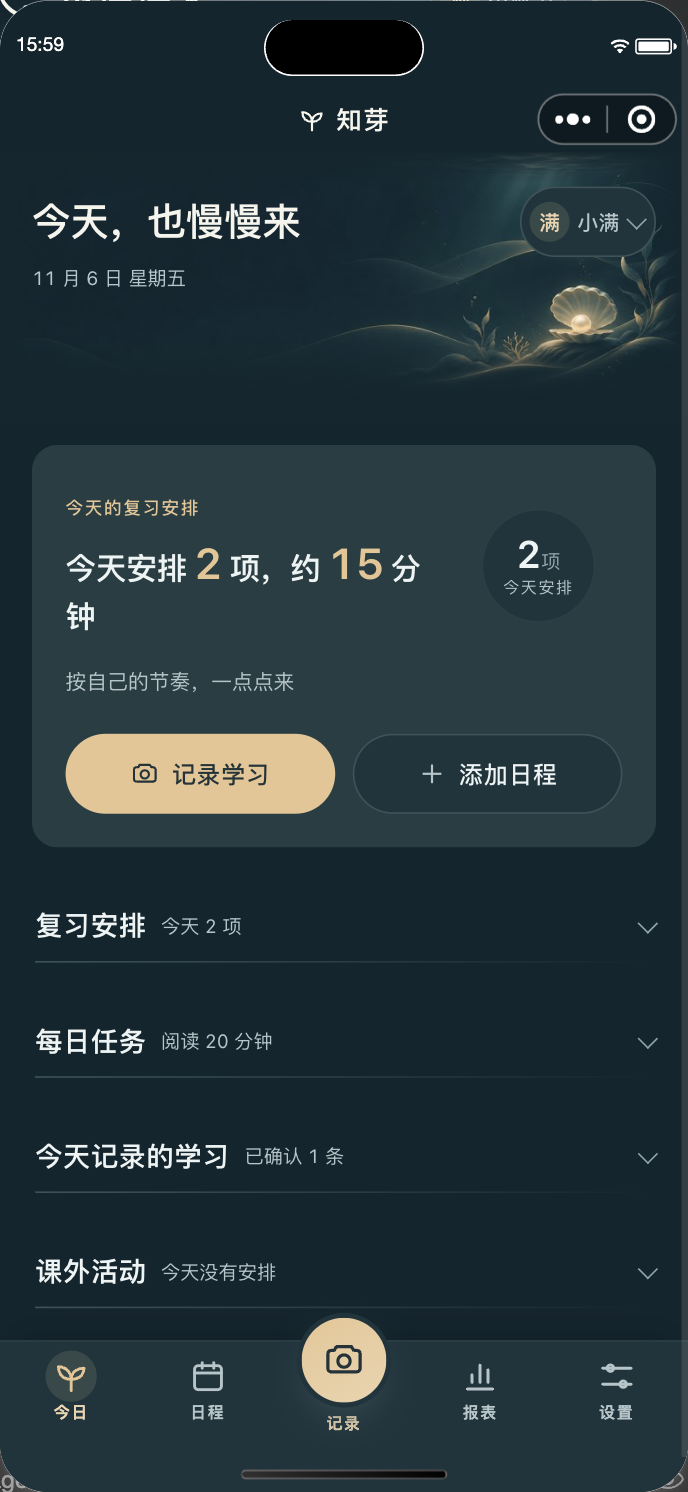 15:59
知芽
今天，也慢慢来
满 小满
11 月 6 日 星期五
今天的复习安排
今天安排 2 项，约 15 分
钟
2项
今天安排
按自己的节奏，一点点来
记录学习
添加日程
复习安排 今天 2 项
每日任务 阅读 20 分钟
今天记录的学习 已确认 1 条
课外活动 今天没有安排
今日
日程
记录
报表
设置